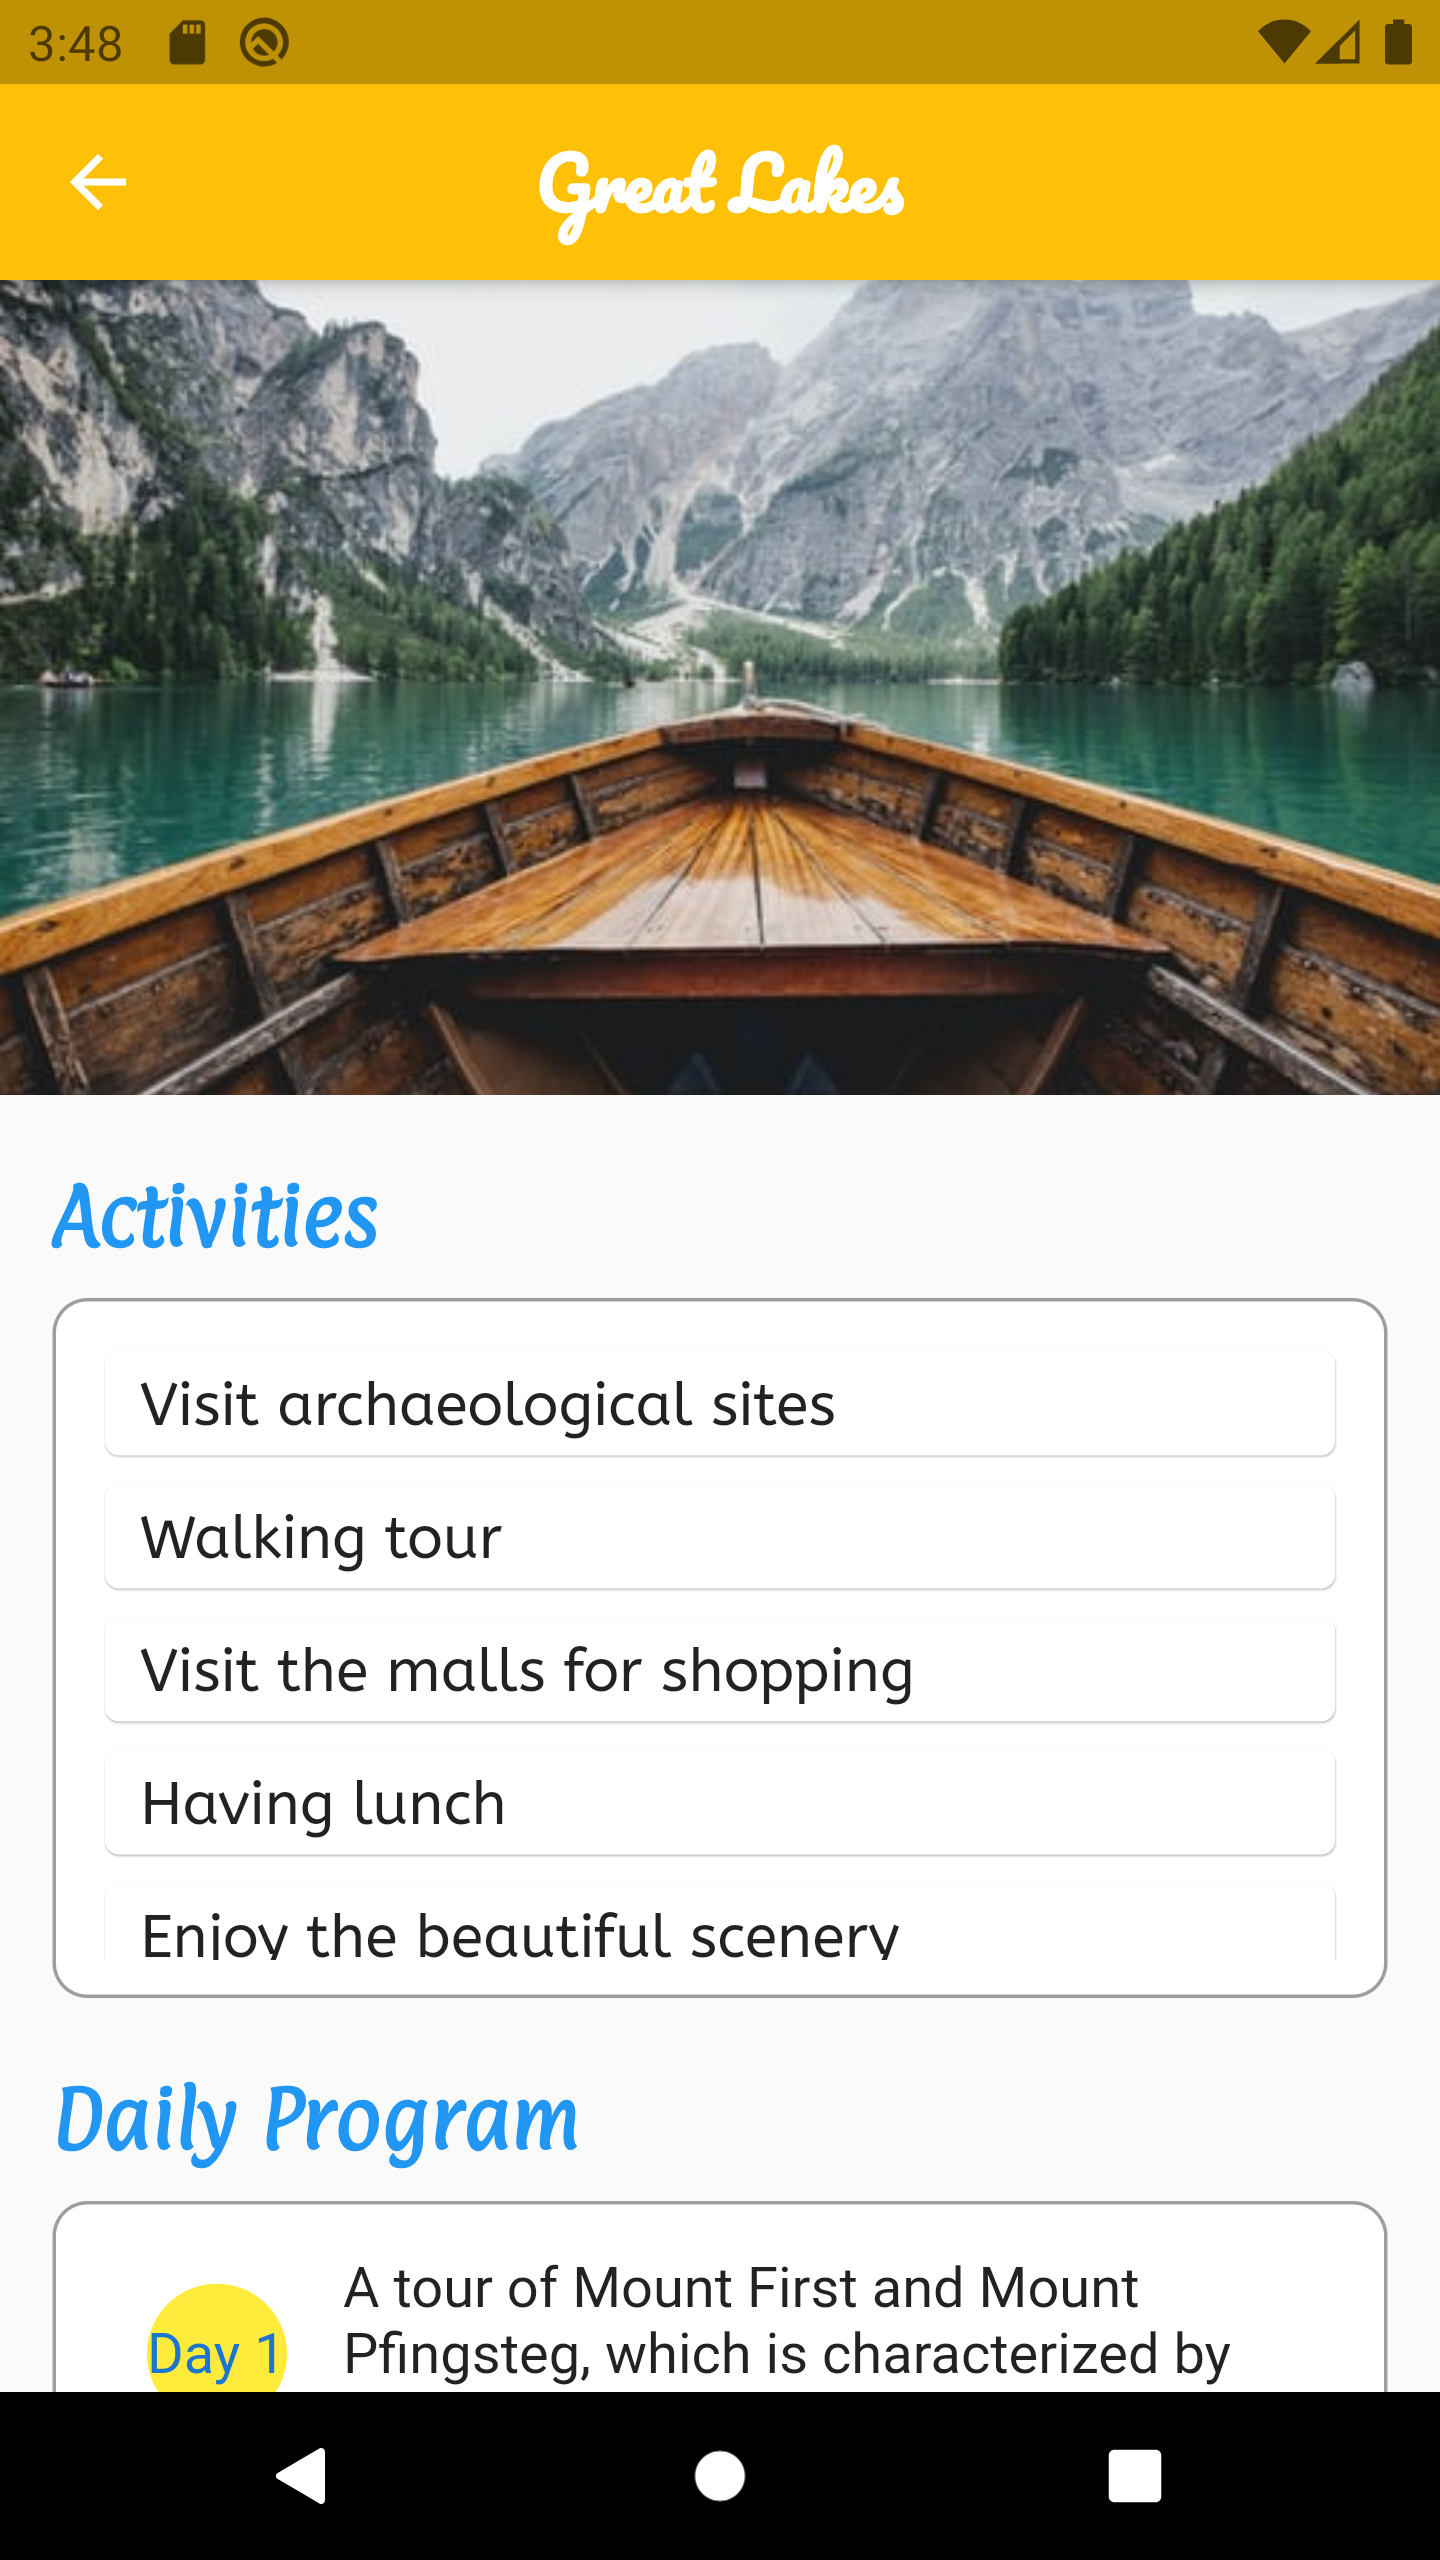 3:48
Great Lakes
Activities
Visit archaeological sites
Walking tour
Visit the malls for shopping
Having lunch
Enjoy the beautiful scenery
Daily Program
Day 1
A tour of Mount First and Mount
Pfingsteg, which is characterized by